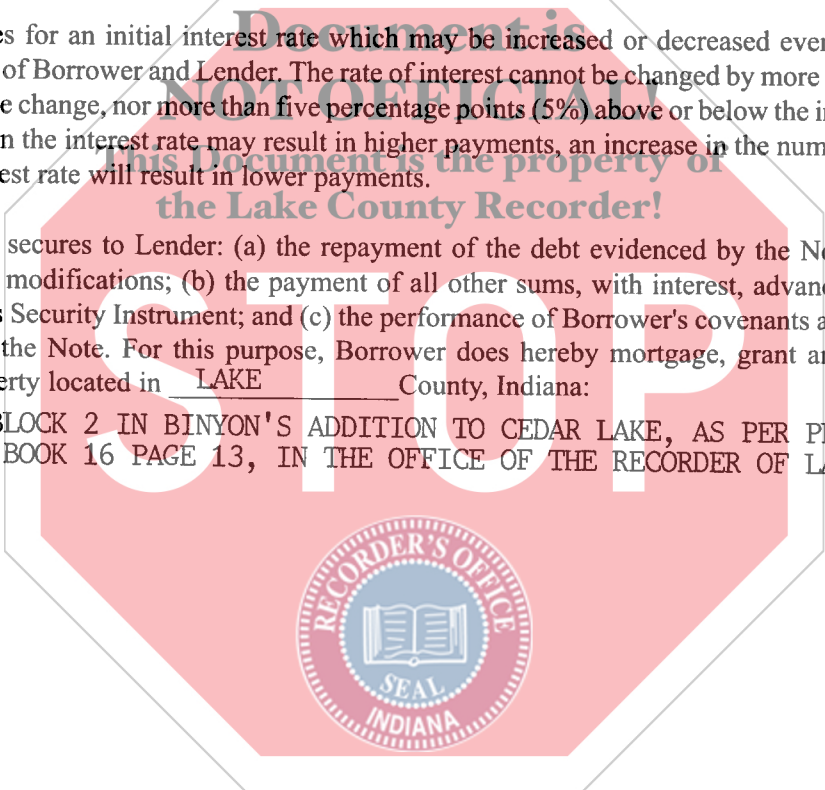 Document is
es for an initial interest rate which may be increased or decreased ever
of Borrower and Lender. The rate of interest cannot be changed by more
NOT OFFICIAL!
e change, nor more than five percentage points (5%) above or below the i
n the interest rate may result in higher payments, an increase in the num
This Document is the property of
est rate will result in lower payments.
the Lake County Recorder!
secures to Lender: (a) the repayment of the debt evidenced by the No
modifications; (b) the payment of all other sums, with interest, advanc
s Security Instrument; and (c) the performance of Borrower's covenants a
the Note. For this purpose, Borrower does hereby mortgage, grant a
erty located in LAKE County, Indiana:
STOP
BLOCK 2 IN BINYON'S ADDITION TO CEDAR LAKE, AS PER P
BOOK 16 PAGE 13, IN THE OFFICE OF THE RECORDER OF LA
RECORDER'S OFFICE
SEAL
INDIANA